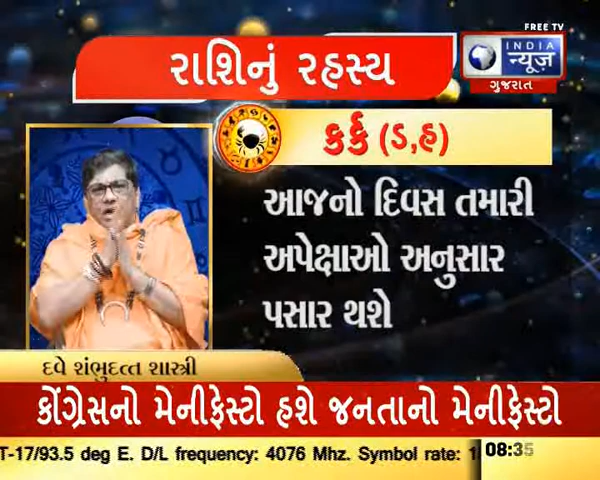 FREE TV
રાશિનું રહસ્ય
INDIA
न्यूज़
ગુજરાત
કર્ક (ડ,હ)
આજનો દિવસ તમારી
અપેક્ષાઓ અનુસાર
પસાર થશે
દવે શંભુદત્ત શાસ્ત્રી
કોંગ્રેસનો મેનીફેસ્ટો હશે જનતાનો મેનીફેસ્ટો
T-17/93.5 deg E. D/L frequency: 4076 Mhz. Symbol rate:
08:35